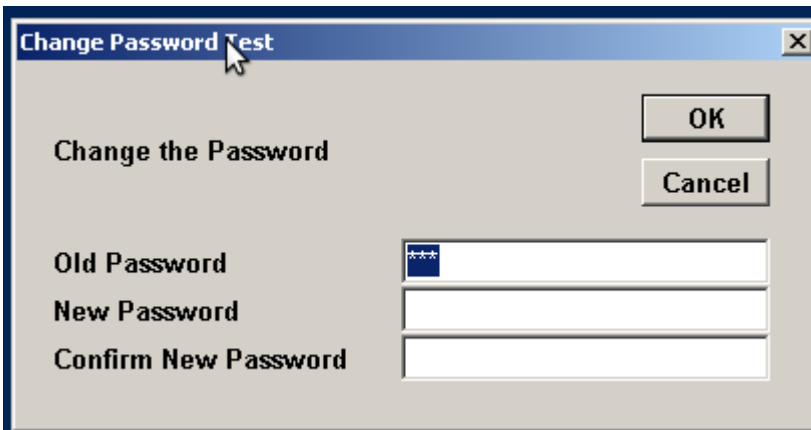 Change Password Test
OK
Change the Password
Cancel
Old Password ***
New Password
Confirm New Password